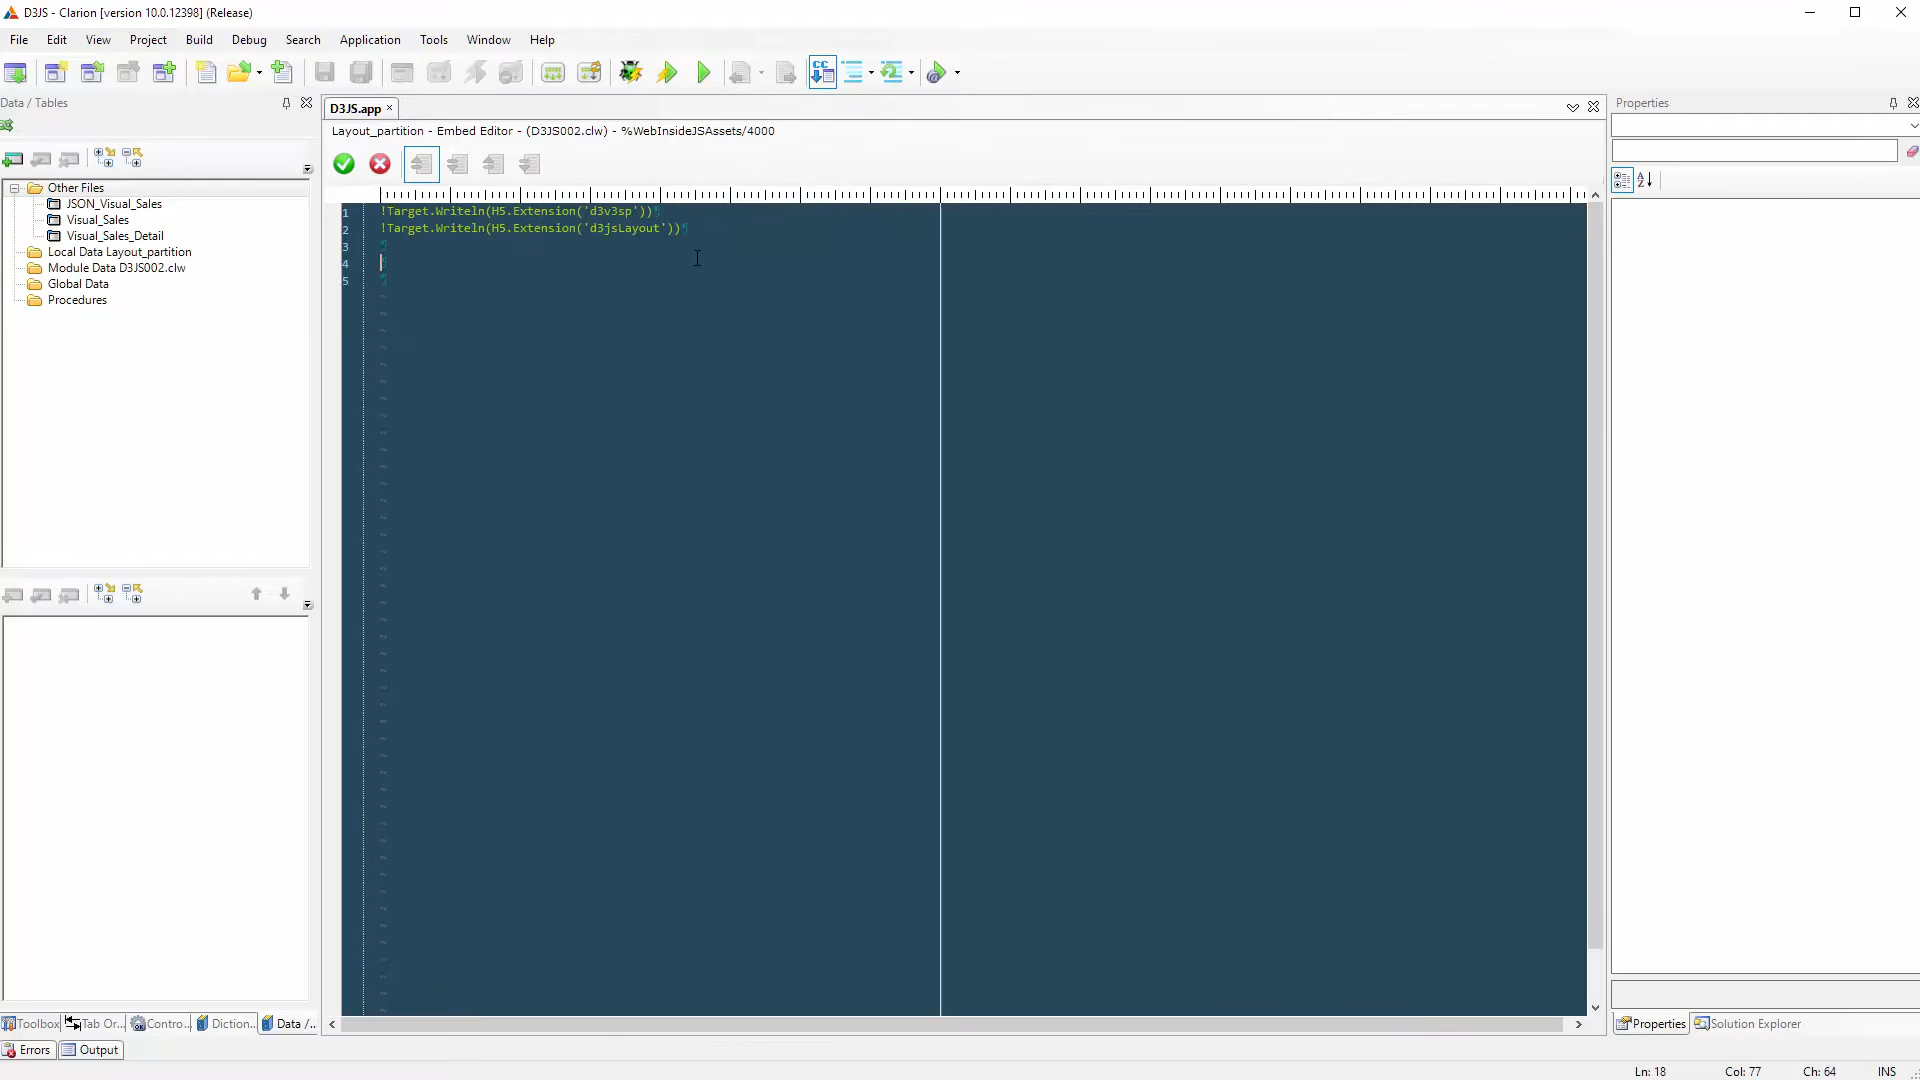 D3JS - Clarion [version 10.0.12398] (Release)
File Edit View Project Build Debug Search Application Tools Window Help
CC
Data / Tables
Other Files
JSON_Visual_Sales
Visual_Sales
Visual_Sales_Detail
Local Data Layout_partition
Module Data D3JS002.clw
Global Data
Procedures
D3JS.app
Layout_partition - Embed Editor - (D3JS002.clw) - %WebInsideJSAssets/4000
1 !Target.Writeln(H5.Extension('d3v3sp'))¶
2 !Target.Writeln(H5.Extension('d3jsLayout'))¶
3 ¶
4 ¶
5 ¶
Properties
Toolbox Tab Or... Contro... Diction... Data /...
Properties Solution Explorer
Errors Output
Ln: 18 Col: 77 Ch: 64 INS